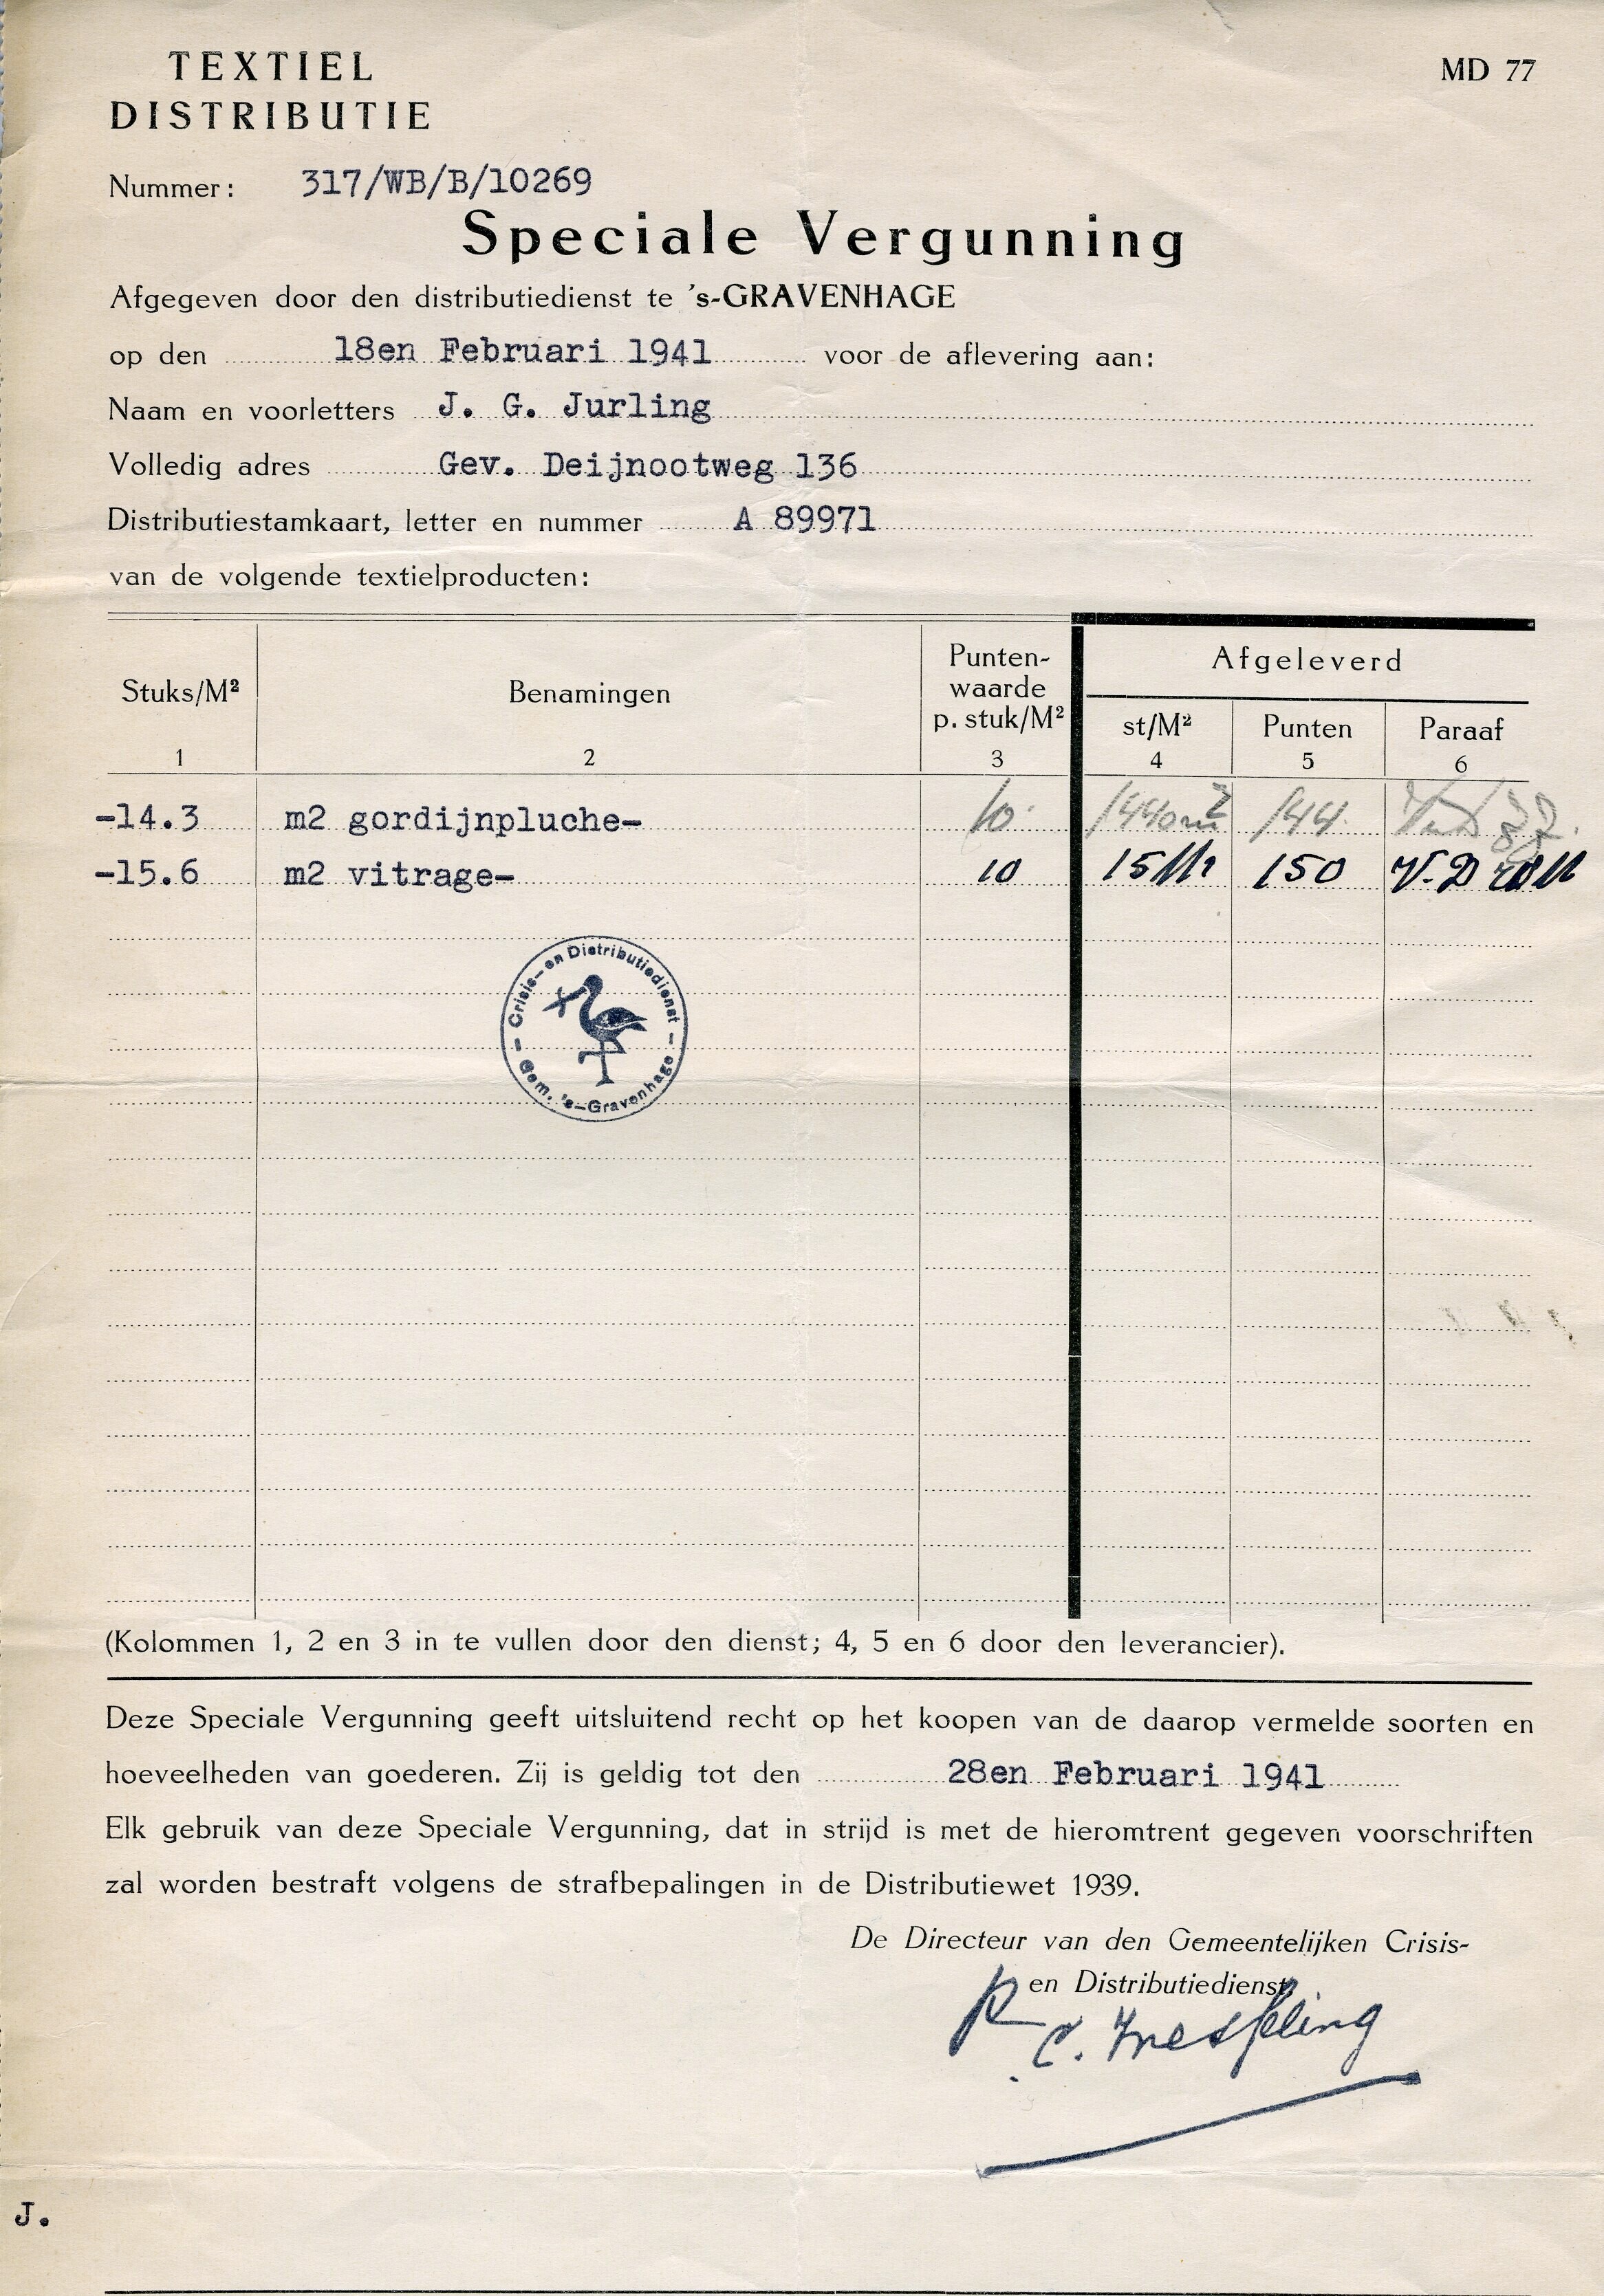 TEXTIEL
DISTRIBUTIE
MD 77
Nummer: 317/WB/B/10269
Speciale Vergunning
Afgegeven door den distributiedienst te 's-GRAVENHAGE
op den 18en Februari 1941 voor de aflevering aan:
Naam en voorletters J. G. Jurling
Volledig adres Gev. Deijnootweg 136
Distributiestamkaart, letter en nummer A 89971
van de volgende textielproducten:
Stuks/M² Benamingen Punten-waarde p. stuk/M² Afgeleverd
st/M² Punten Paraaf
1 2 3 4 5 6
-14.3 m2 gordijnpluche- 10 144
-15.6 m2 vitrage- 10 15 150
- Crisis- en Distributiedienst -
Gem. 's-Gravenhage
(Kolommen 1, 2 en 3 in te vullen door den dienst; 4, 5 en 6 door den leverancier).
Deze Speciale Vergunning geeft uitsluitend recht op het koopen van de daarop vermelde soorten en
hoeveelheden van goederen. Zij is geldig tot den 28en Februari 1941
Elk gebruik van deze Speciale Vergunning, dat in strijd is met de hieromtrent gegeven voorschriften
zal worden bestraft volgens de strafbepalingen in de Distributiewet 1939.
De Directeur van den Gemeentelijken Crisis-
en Distributiedienst
J.